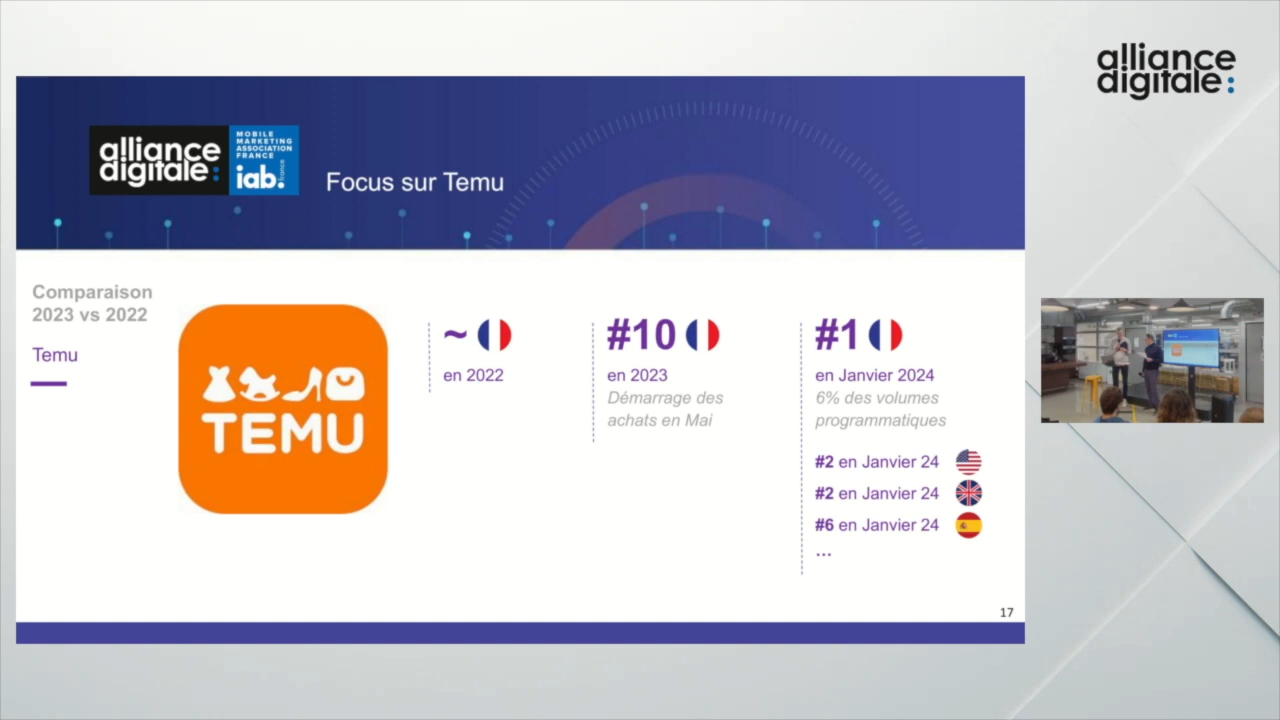 alliance
digitale:
alliance
digitale:
MOBILE
MARKETING
ASSOCIATION
FRANCE
iab.
france
Focus sur Temu
Comparaison
2023 vs 2022
Temu
TEMU
~
en 2022
#10
en 2023
Démarrage des
achats en Mai
#1
en Janvier 2024
6% des volumes
programmatiques
#2 en Janvier 24
#2 en Janvier 24
#6 en Janvier 24
...
17